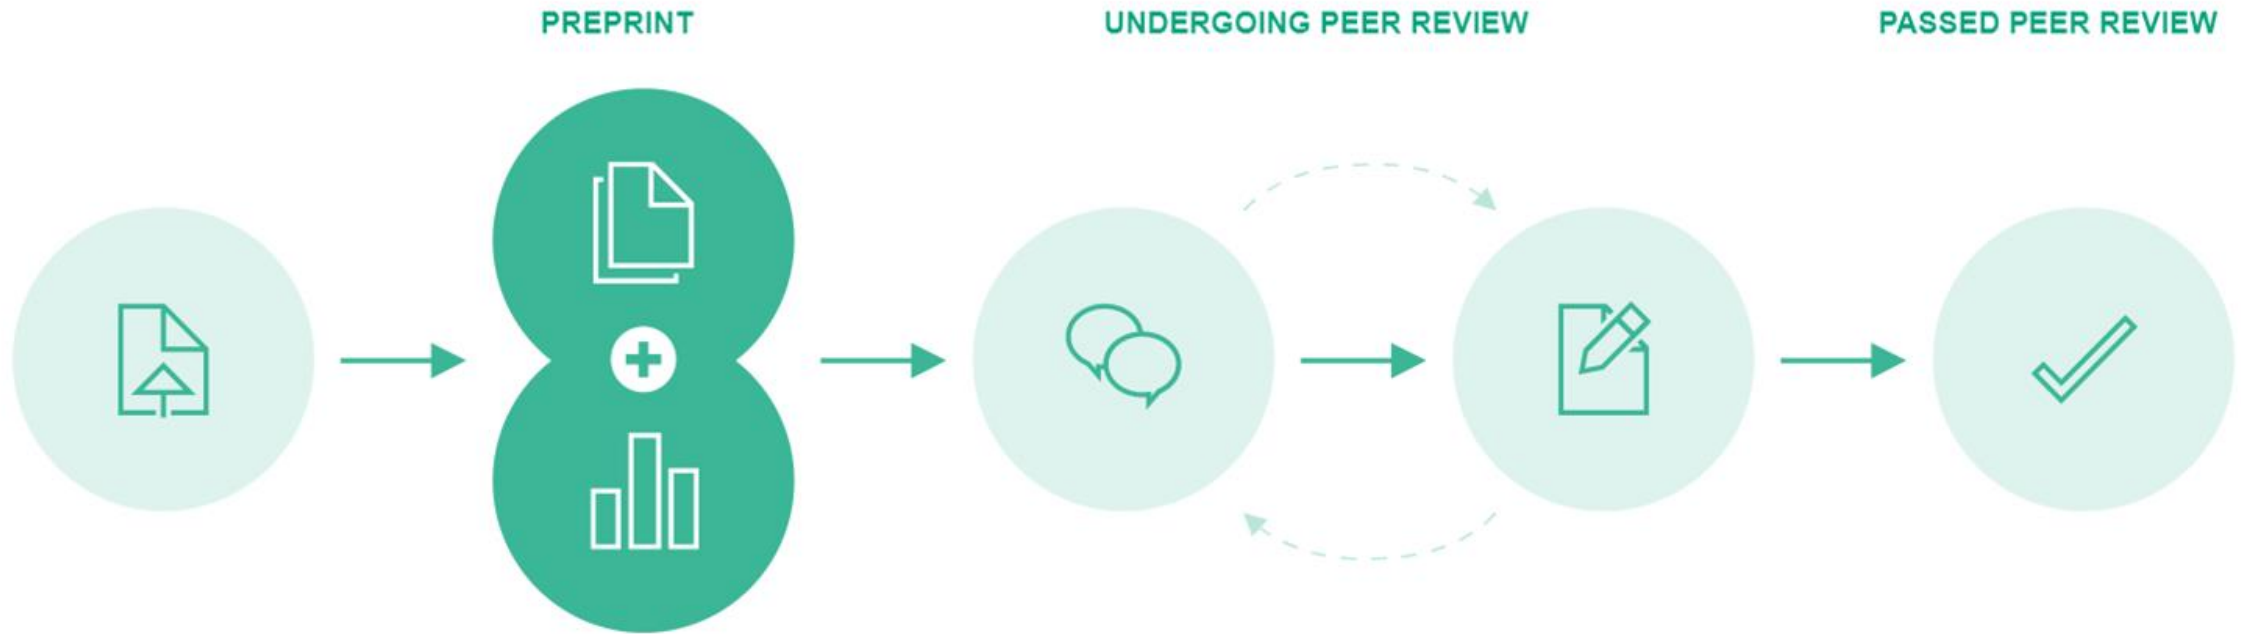 PREPRINT
UNDERGOING PEER REVIEW
PASSED PEER REVIEW